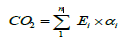 CO₂ = ∑₁ⁿ Eᵢ × αᵢ